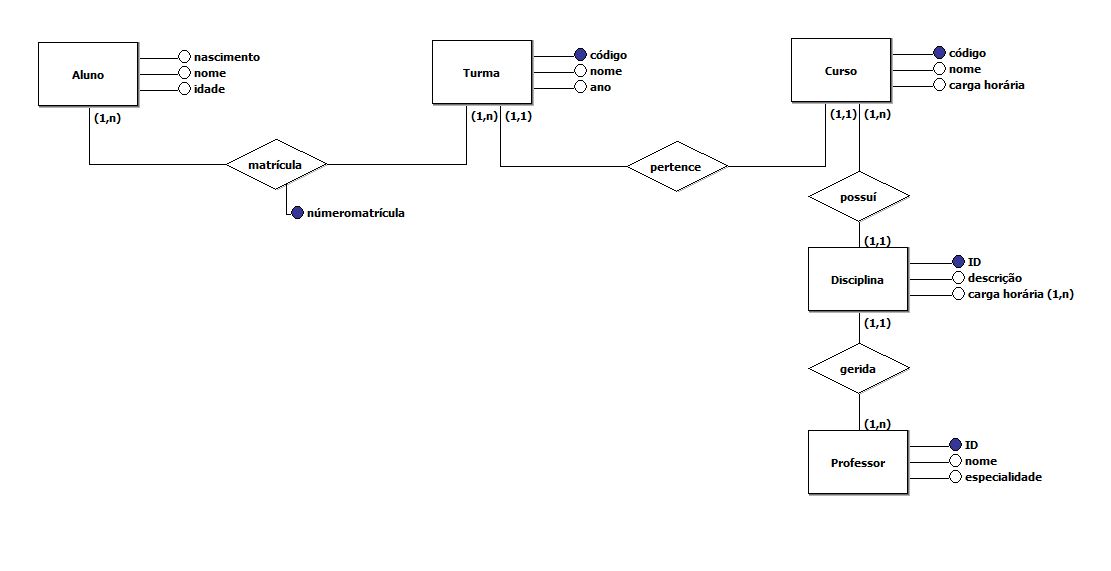 Aluno
nascimento
nome
idade
(1,n)
Turma
código
nome
ano
(1,n) (1,1)
Curso
código
nome
carga horária
(1,1) (1,n)
matrícula
númeromatrícula
pertence
possuí
(1,1)
Disciplina
ID
descrição
carga horária (1,n)
(1,1)
gerida
(1,n)
Professor
ID
nome
especialidade